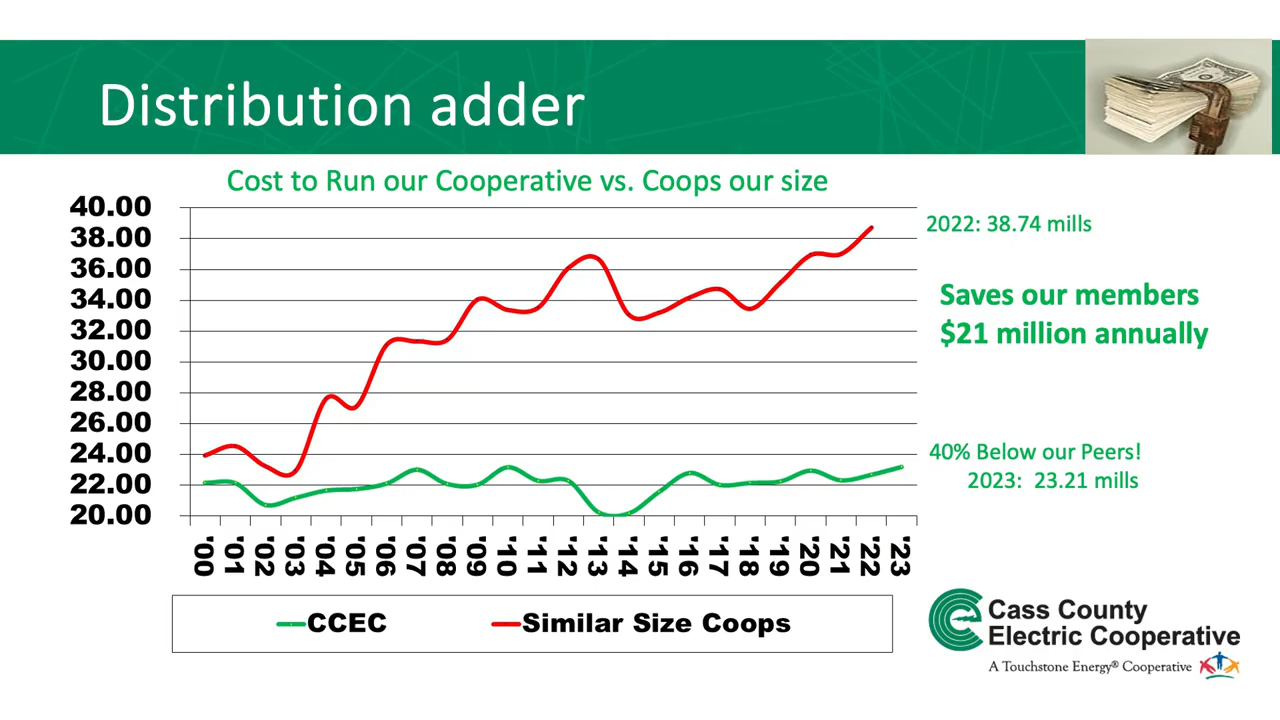 Distribution adder
Cost to Run our Cooperative vs. Coops our size
40.00
38.00
36.00
34.00
32.00
30.00
28.00
26.00
24.00
22.00
20.00
'00 '01 '02 '03 '04 '05 '06 '07 '08 '09 '10 '11 '12 '13 '14 '15 '16 '17 '18 '19 '20 '21 '22 '23
CCEC Similar Size Coops
2022: 38.74 mills
Saves our members
$21 million annually
40% Below our Peers!
2023: 23.21 mills
Cass County
Electric Cooperative
A Touchstone Energy® Cooperative